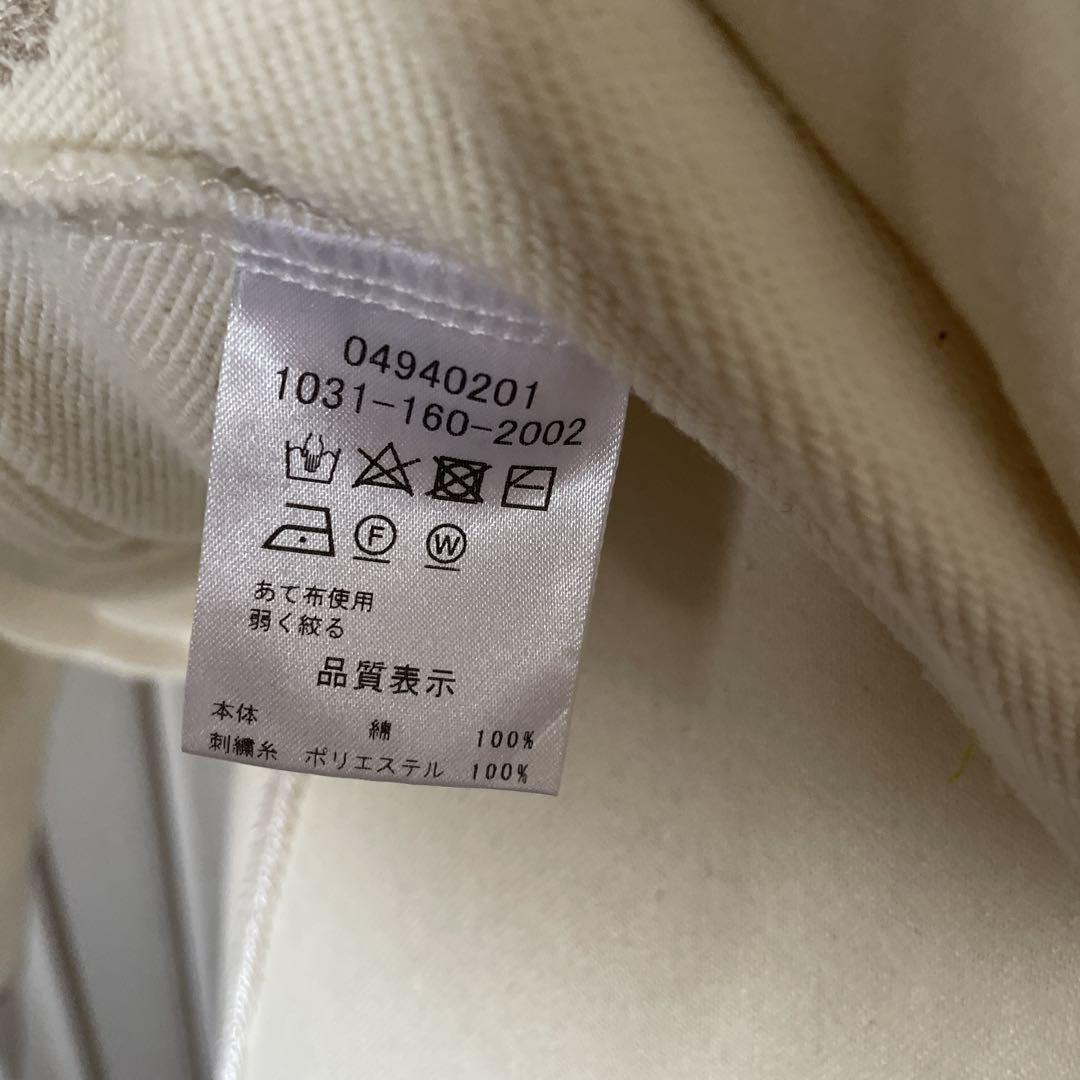 04940201
1031-160-2002
F W
あて布使用
弱く絞る
品質表示
本体 綿 100%
刺繍糸 ポリエステル 100%